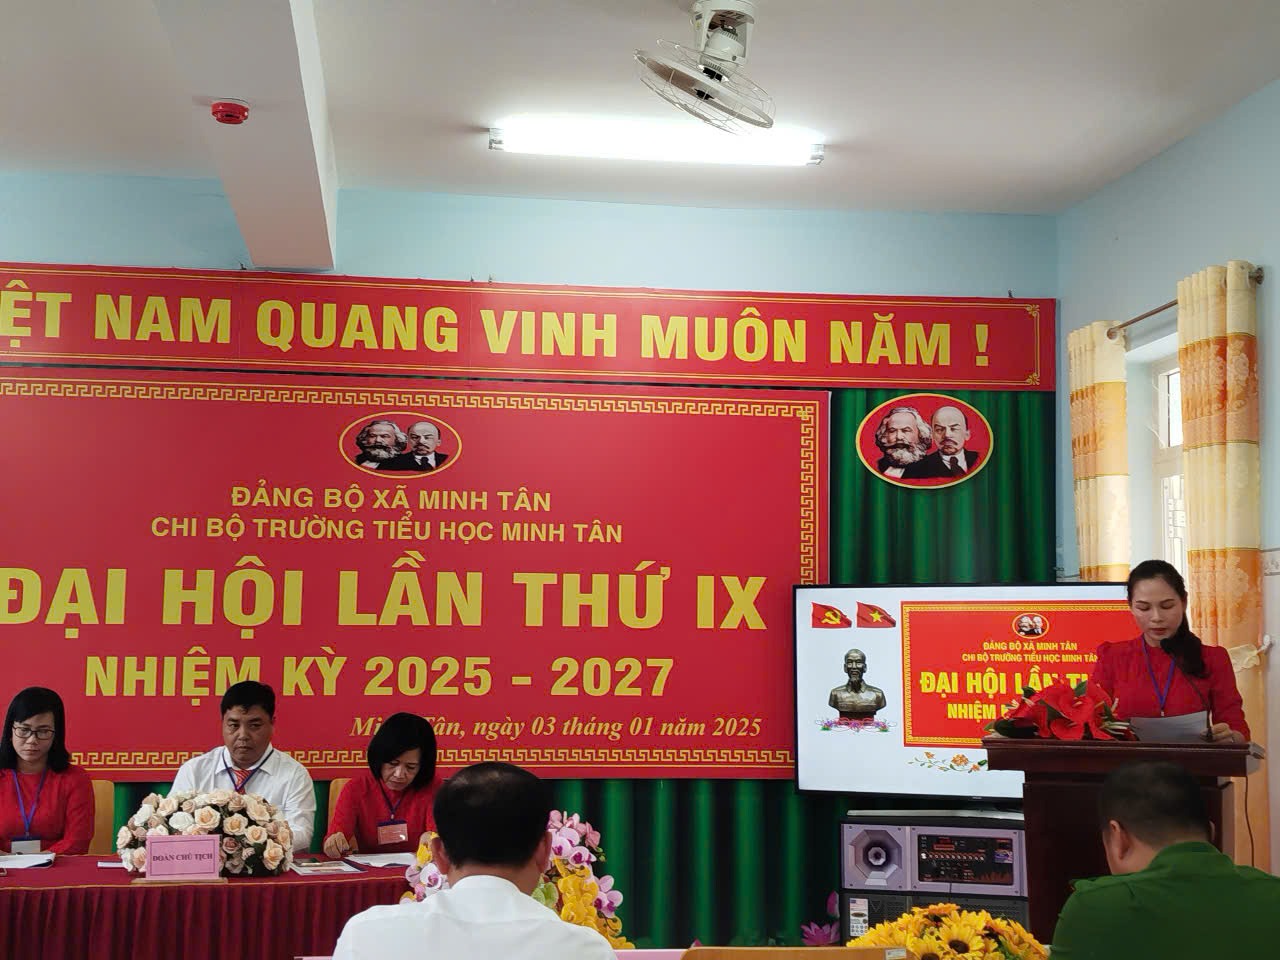 ỆT NAM QUANG VINH MUÔN NĂM !
ĐẢNG BỘ XÃ MINH TÂN
CHI BỘ TRƯỜNG TIỂU HỌC MINH TÂN
ĐẠI HỘI LẦN THỨ IX
NHIỆM KỲ 2025 - 2027
Minh Tân, ngày 03 tháng 01 năm 2025
ĐẢNG BỘ XÃ MINH TÂN
CHI BỘ TRƯỜNG TIỂU HỌC MINH TÂN
ĐẠI HỘI LẦN TH
NHIỆM
ĐOÀN CHỦ TỊCH